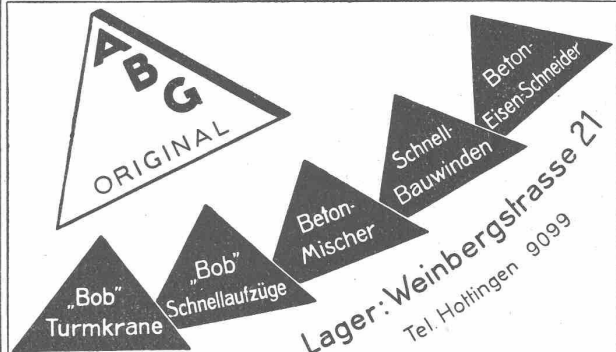 ABG
ORIGINAL
„Bob"
Turmkrane
„Bob"
Schnellaufzüge
Beton-
Mischer
Schnell-
Bauwinden
Beton-
Eisen-Schneider
Lager: Weinbergstrasse 21
Tel. Hottingen 9099